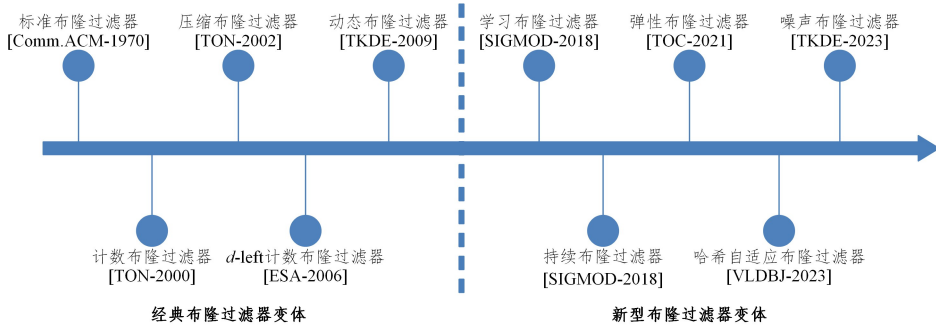 标准布隆过滤器
[Comm.ACM-1970]
压缩布隆过滤器
[TON-2002]
动态布隆过滤器
[TKDE-2009]
学习布隆过滤器
[SIGMOD-2018]
弹性布隆过滤器
[TOC-2021]
噪声布隆过滤器
[TKDE-2023]
计数布隆过滤器
[TON-2000]
d-left计数布隆过滤器
[ESA-2006]
持续布隆过滤器
[SIGMOD-2018]
哈希自适应布隆过滤器
[VLDBJ-2023]
经典布隆过滤器变体
新型布隆过滤器变体